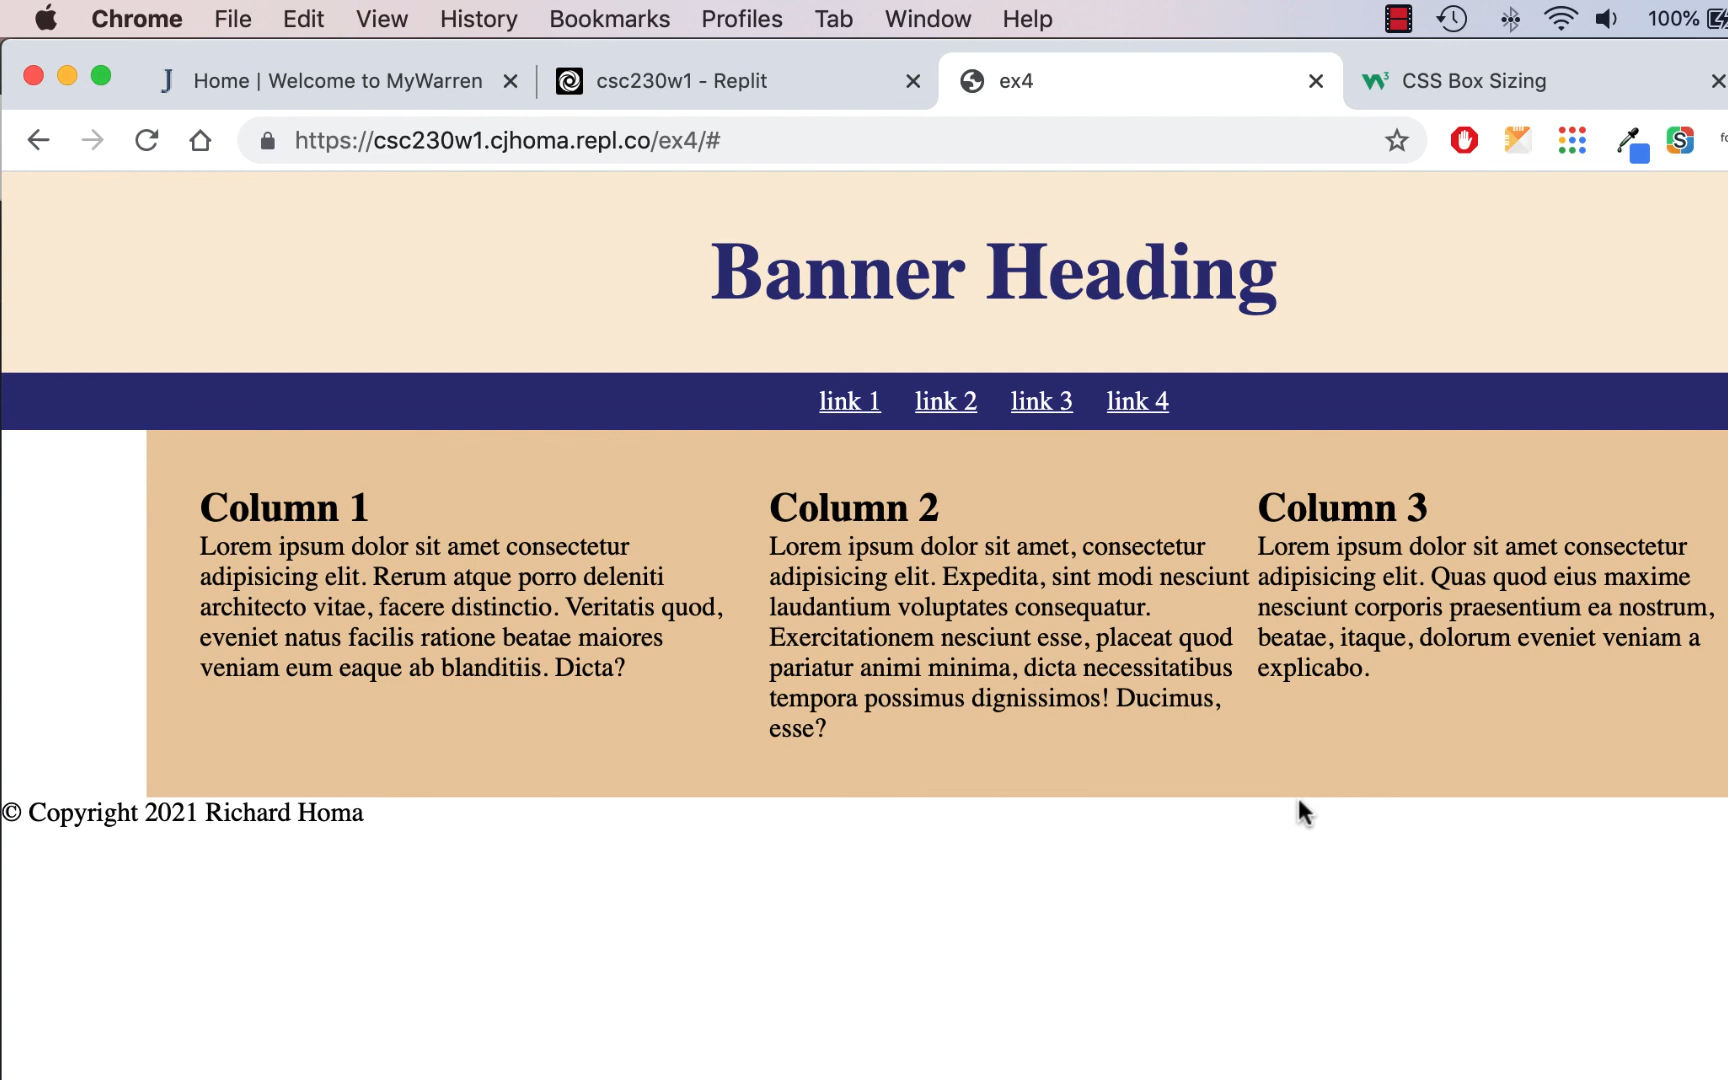 Chrome File Edit View History Bookmarks Profiles Tab Window Help 100%
Home | Welcome to MyWarren csc230w1 - Replit ex4 CSS Box Sizing
https://csc230w1.cjhoma.repl.co/ex4/#
Banner Heading
link 1 link 2 link 3 link 4
Column 1
Lorem ipsum dolor sit amet consectetur
adipisicing elit. Rerum atque porro deleniti
architecto vitae, facere distinctio. Veritatis quod,
eveniet natus facilis ratione beatae maiores
veniam eum eaque ab blanditiis. Dicta?
Column 2
Lorem ipsum dolor sit amet, consectetur
adipisicing elit. Expedita, sint modi nesciunt
laudantium voluptates consequatur.
Exercitationem nesciunt esse, placeat quod
pariatur animi minima, dicta necessitatibus
tempora possimus dignissimos! Ducimus,
esse?
Column 3
Lorem ipsum dolor sit amet consectetur
adipisicing elit. Quas quod eius maxime
nesciunt corporis praesentium ea nostrum,
beatae, itaque, dolorum eveniet veniam a
explicabo.
© Copyright 2021 Richard Homa